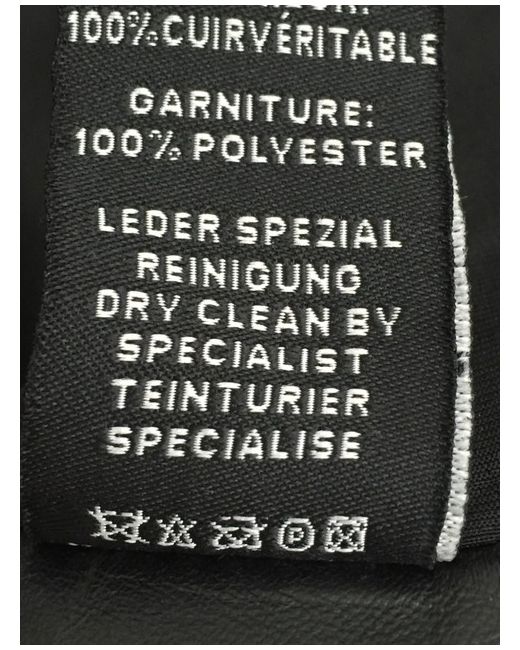 100%CUIRVÉRITABLE
GARNITURE:
100% POLYESTER
LEDER SPEZIAL
REINIGUNG
DRY CLEAN BY
SPECIALIST
TEINTURIER
SPECIALISE
P